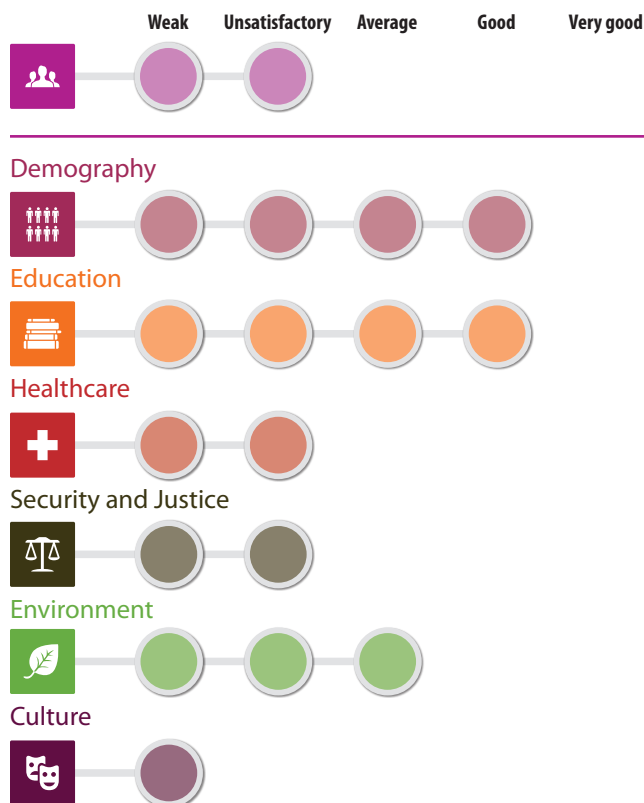 Weak Unsatisfactory Average Good Very good
Demography
Education
Healthcare
Security and Justice
Environment
Culture